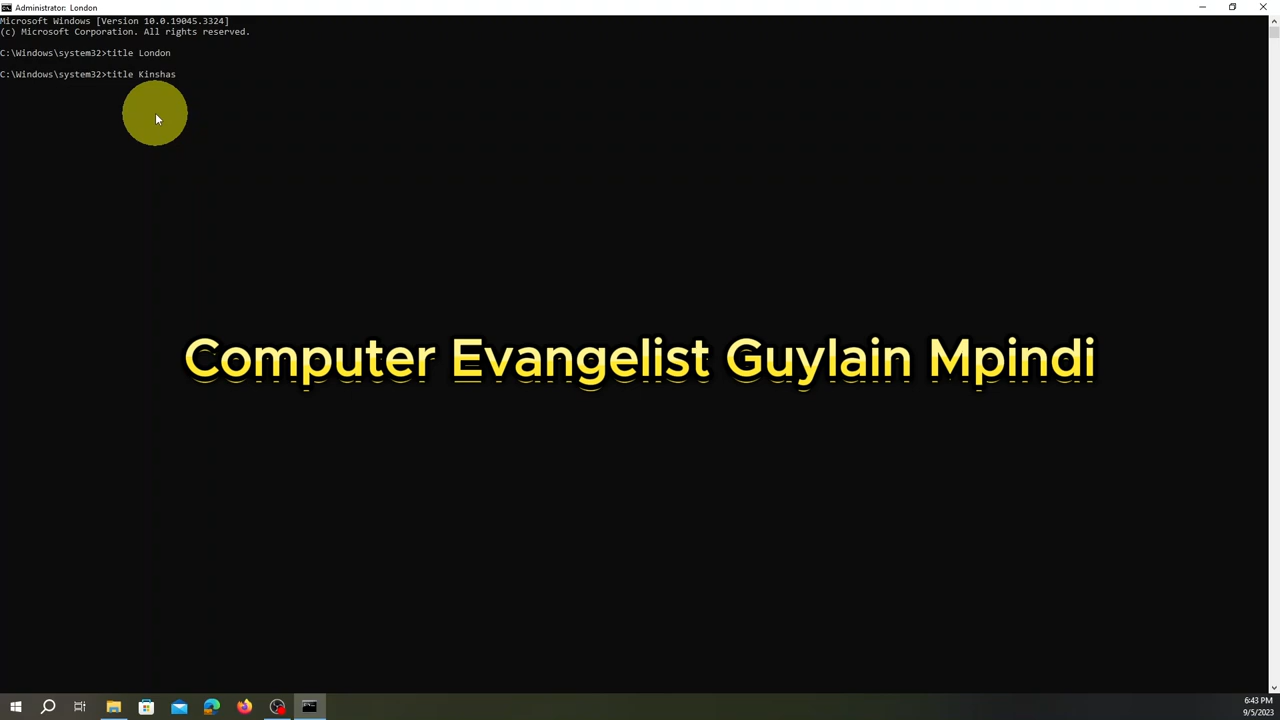 Administrator: London
Microsoft Windows [Version 10.0.19045.3324]
(c) Microsoft Corporation. All rights reserved.
C:\Windows\system32>title London
C:\Windows\system32>title Kinshas
Computer Evangelist Guylain Mpindi
6:43 PM
9/5/2023